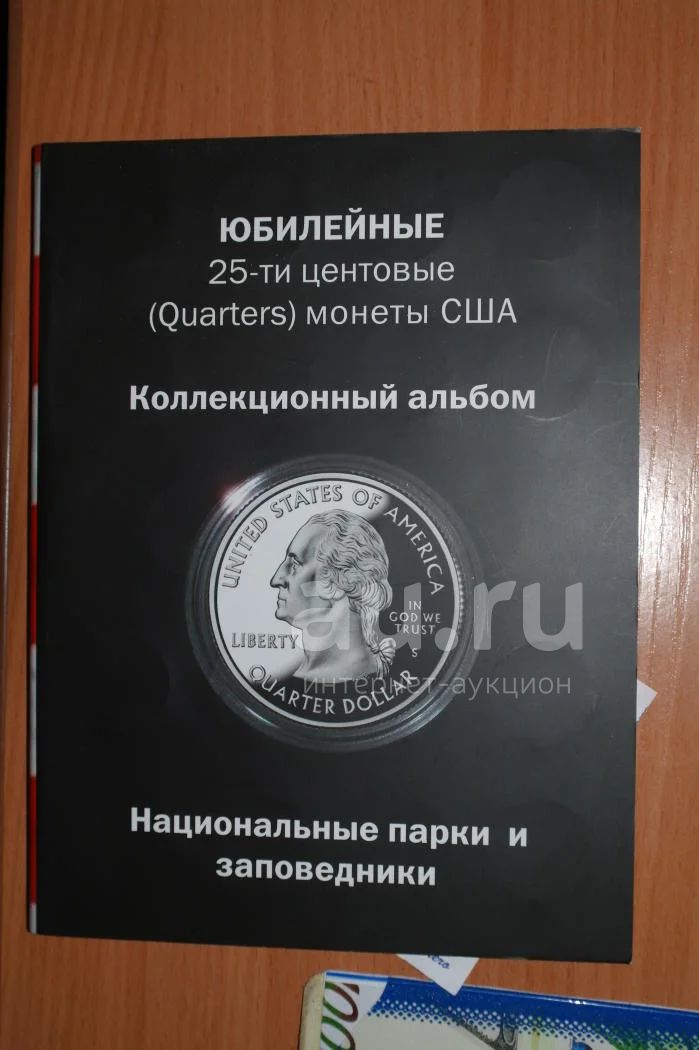 ЮБИЛЕЙНЫЕ
25-ти центовые
(Quarters) монеты США
Коллекционный альбом
UNITED STATES OF AMERICA
IN
GOD WE
TRUST
LIBERTY
S
QUARTER DOLLAR
au.ru
интернет-аукцион
Национальные парки и
заповедники